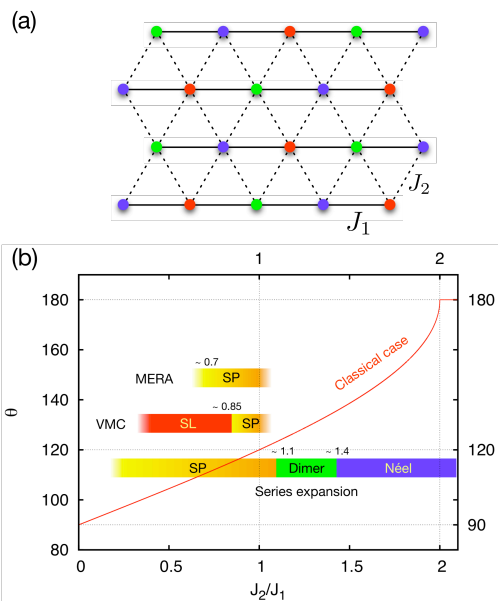 (a)
J₂
J₁
(b)
1
2
180
180
160
~ 0.7
MERA
SP
Classical case
150
140
~ 0.85
VMC
SL
SP
θ
120
~ 1.1
~ 1.4
120
SP
Dimer
Néel
100
Series expansion
90
80
0
0.5
1
1.5
2
J₂/J₁